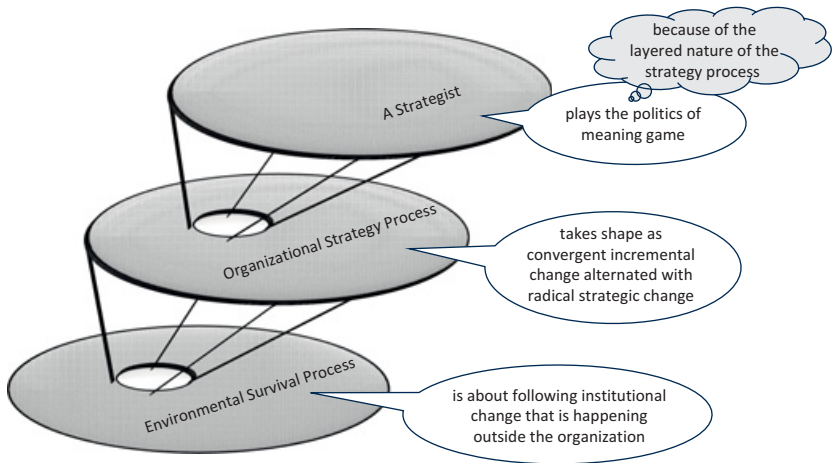 because of the
layered nature of the
strategy process
A Strategist
plays the politics of
meaning game
Organizational Strategy Process
takes shape as
convergent incremental
change alternated with
radical strategic change
Environmental Survival Process
is about following institutional
change that is happening
outside the organization